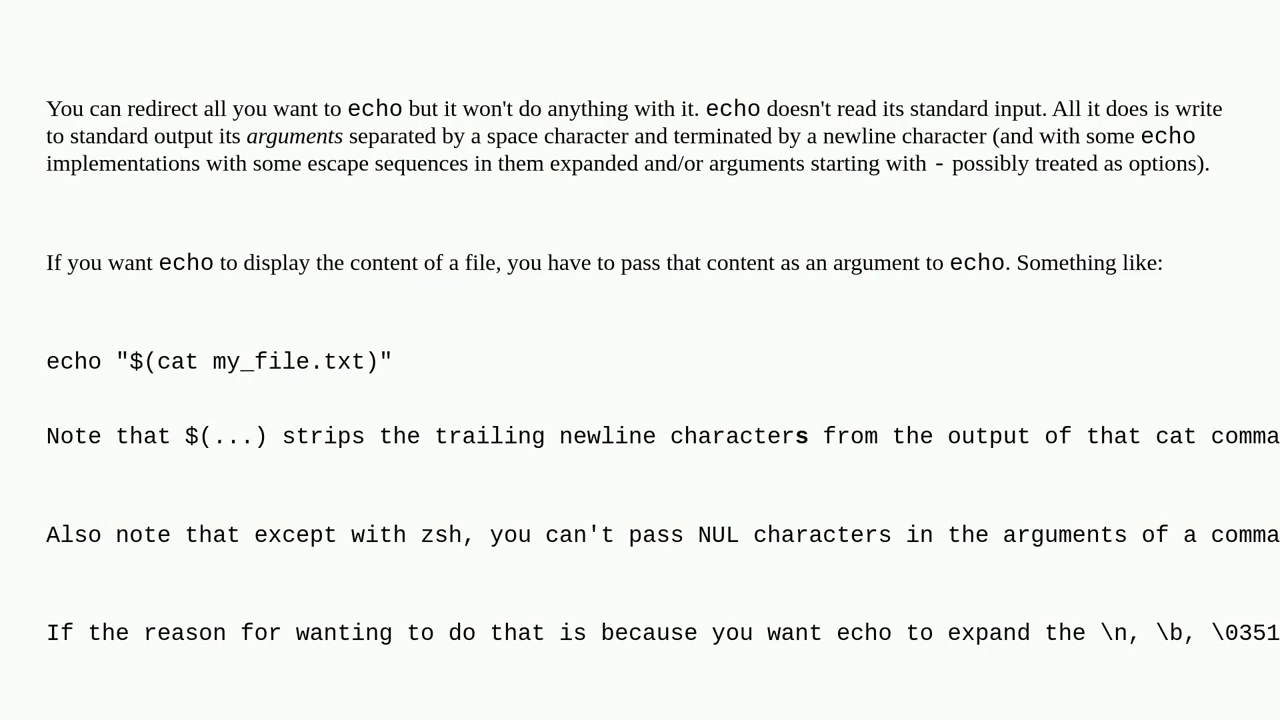 You can redirect all you want to echo but it won't do anything with it. echo doesn't read its standard input. All it does is write
to standard output its arguments separated by a space character and terminated by a newline character (and with some echo
implementations with some escape sequences in them expanded and/or arguments starting with - possibly treated as options).
If you want echo to display the content of a file, you have to pass that content as an argument to echo. Something like:
echo "$(cat my_file.txt)"
Note that $(...) strips the trailing newline characters from the output of that cat comma
Also note that except with zsh, you can't pass NUL characters in the arguments of a comma
If the reason for wanting to do that is because you want echo to expand the \n, \b, \0351